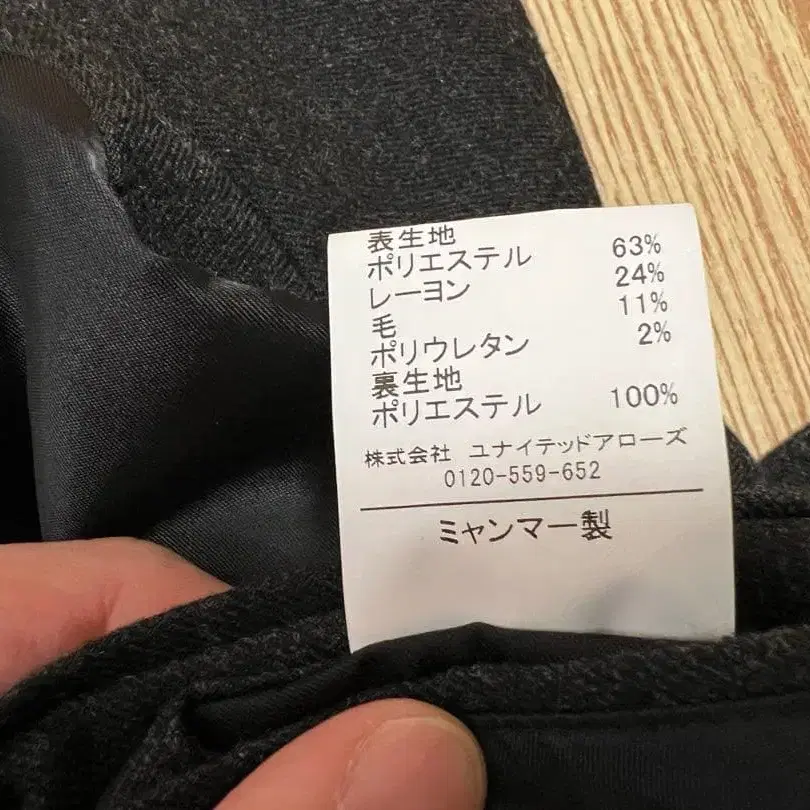 表生地
ポリエステル 63%
レーヨン 24%
毛 11%
ポリウレタン 2%
裏生地
ポリエステル 100%
株式会社 ユナイテッドアローズ
0120-559-652
ミャンマー製